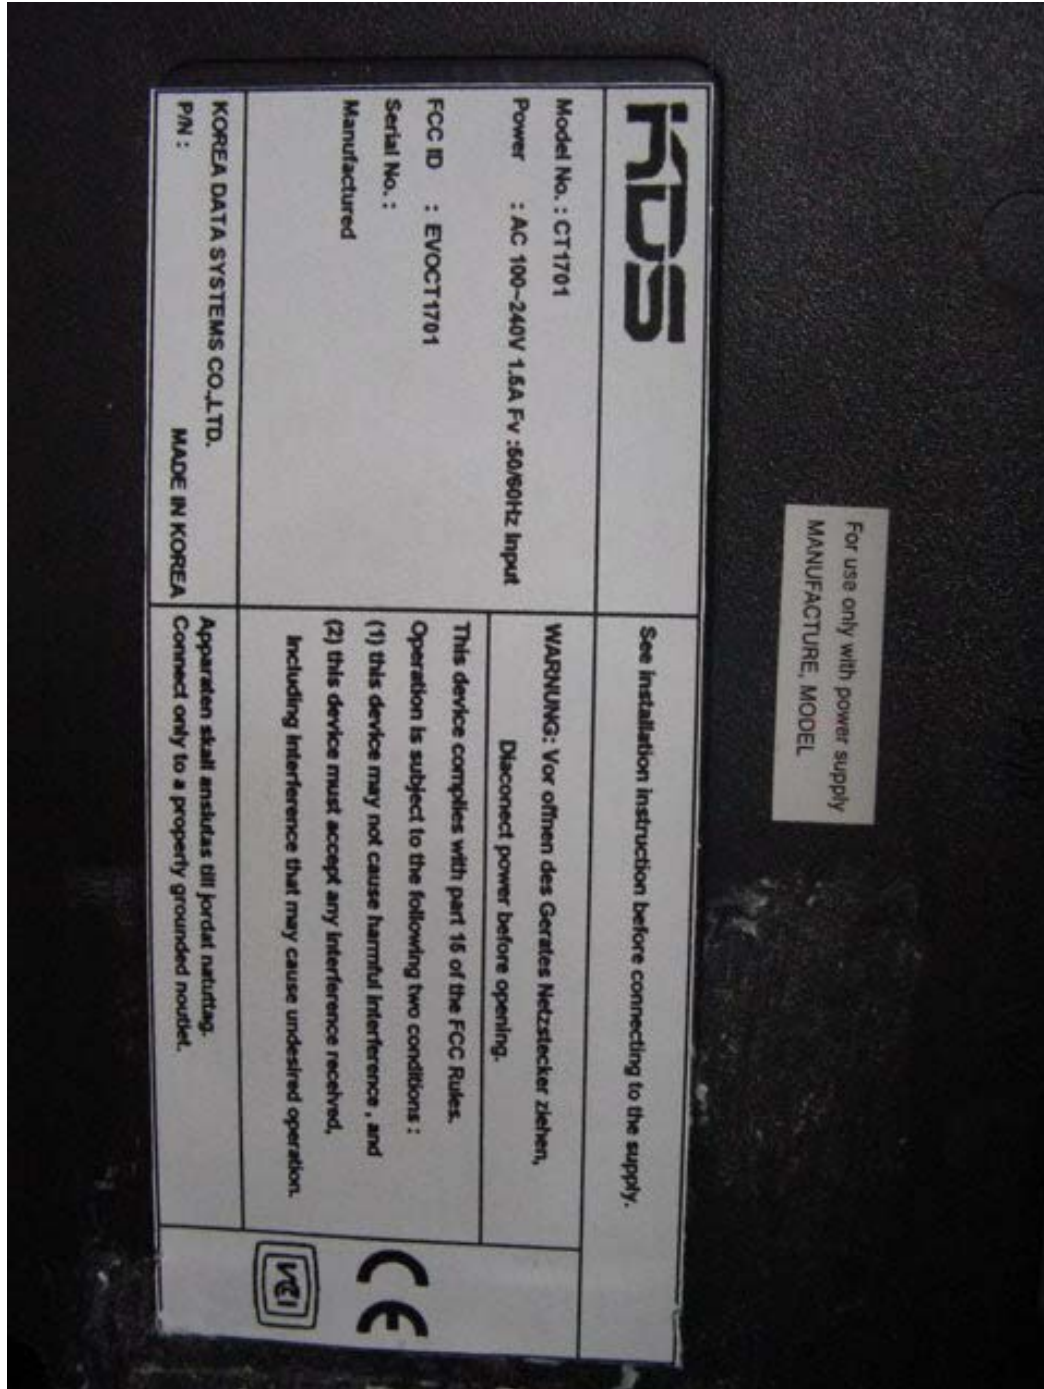 For use only with power supply
MANUFACTURE, MODEL
KDS
See installation instruction before connecting to the supply.
Model No. : CT1701
Power : AC 100~240V 1.5A Fv :50/60Hz Input
FCC ID : EVOCT1701
Serial No. :
Manufactured
WARNUNG: Vor offnen des Gerates Netzstecker ziehen,
Diaconect power before opening.
This device complies with part 15 of the FCC Rules.
Operation is subject to the following two conditions :
(1) this device may not cause harmful interference , and
(2) this device must accept any interference received,
Including interference that may cause undesired operation.
CE
VCI
KOREA DATA SYSTEMS CO.,LTD.
P/N :
MADE IN KOREA
Apparaten skall anslutas till jordat natuttag.
Connect only to a properly grounded noutlet.